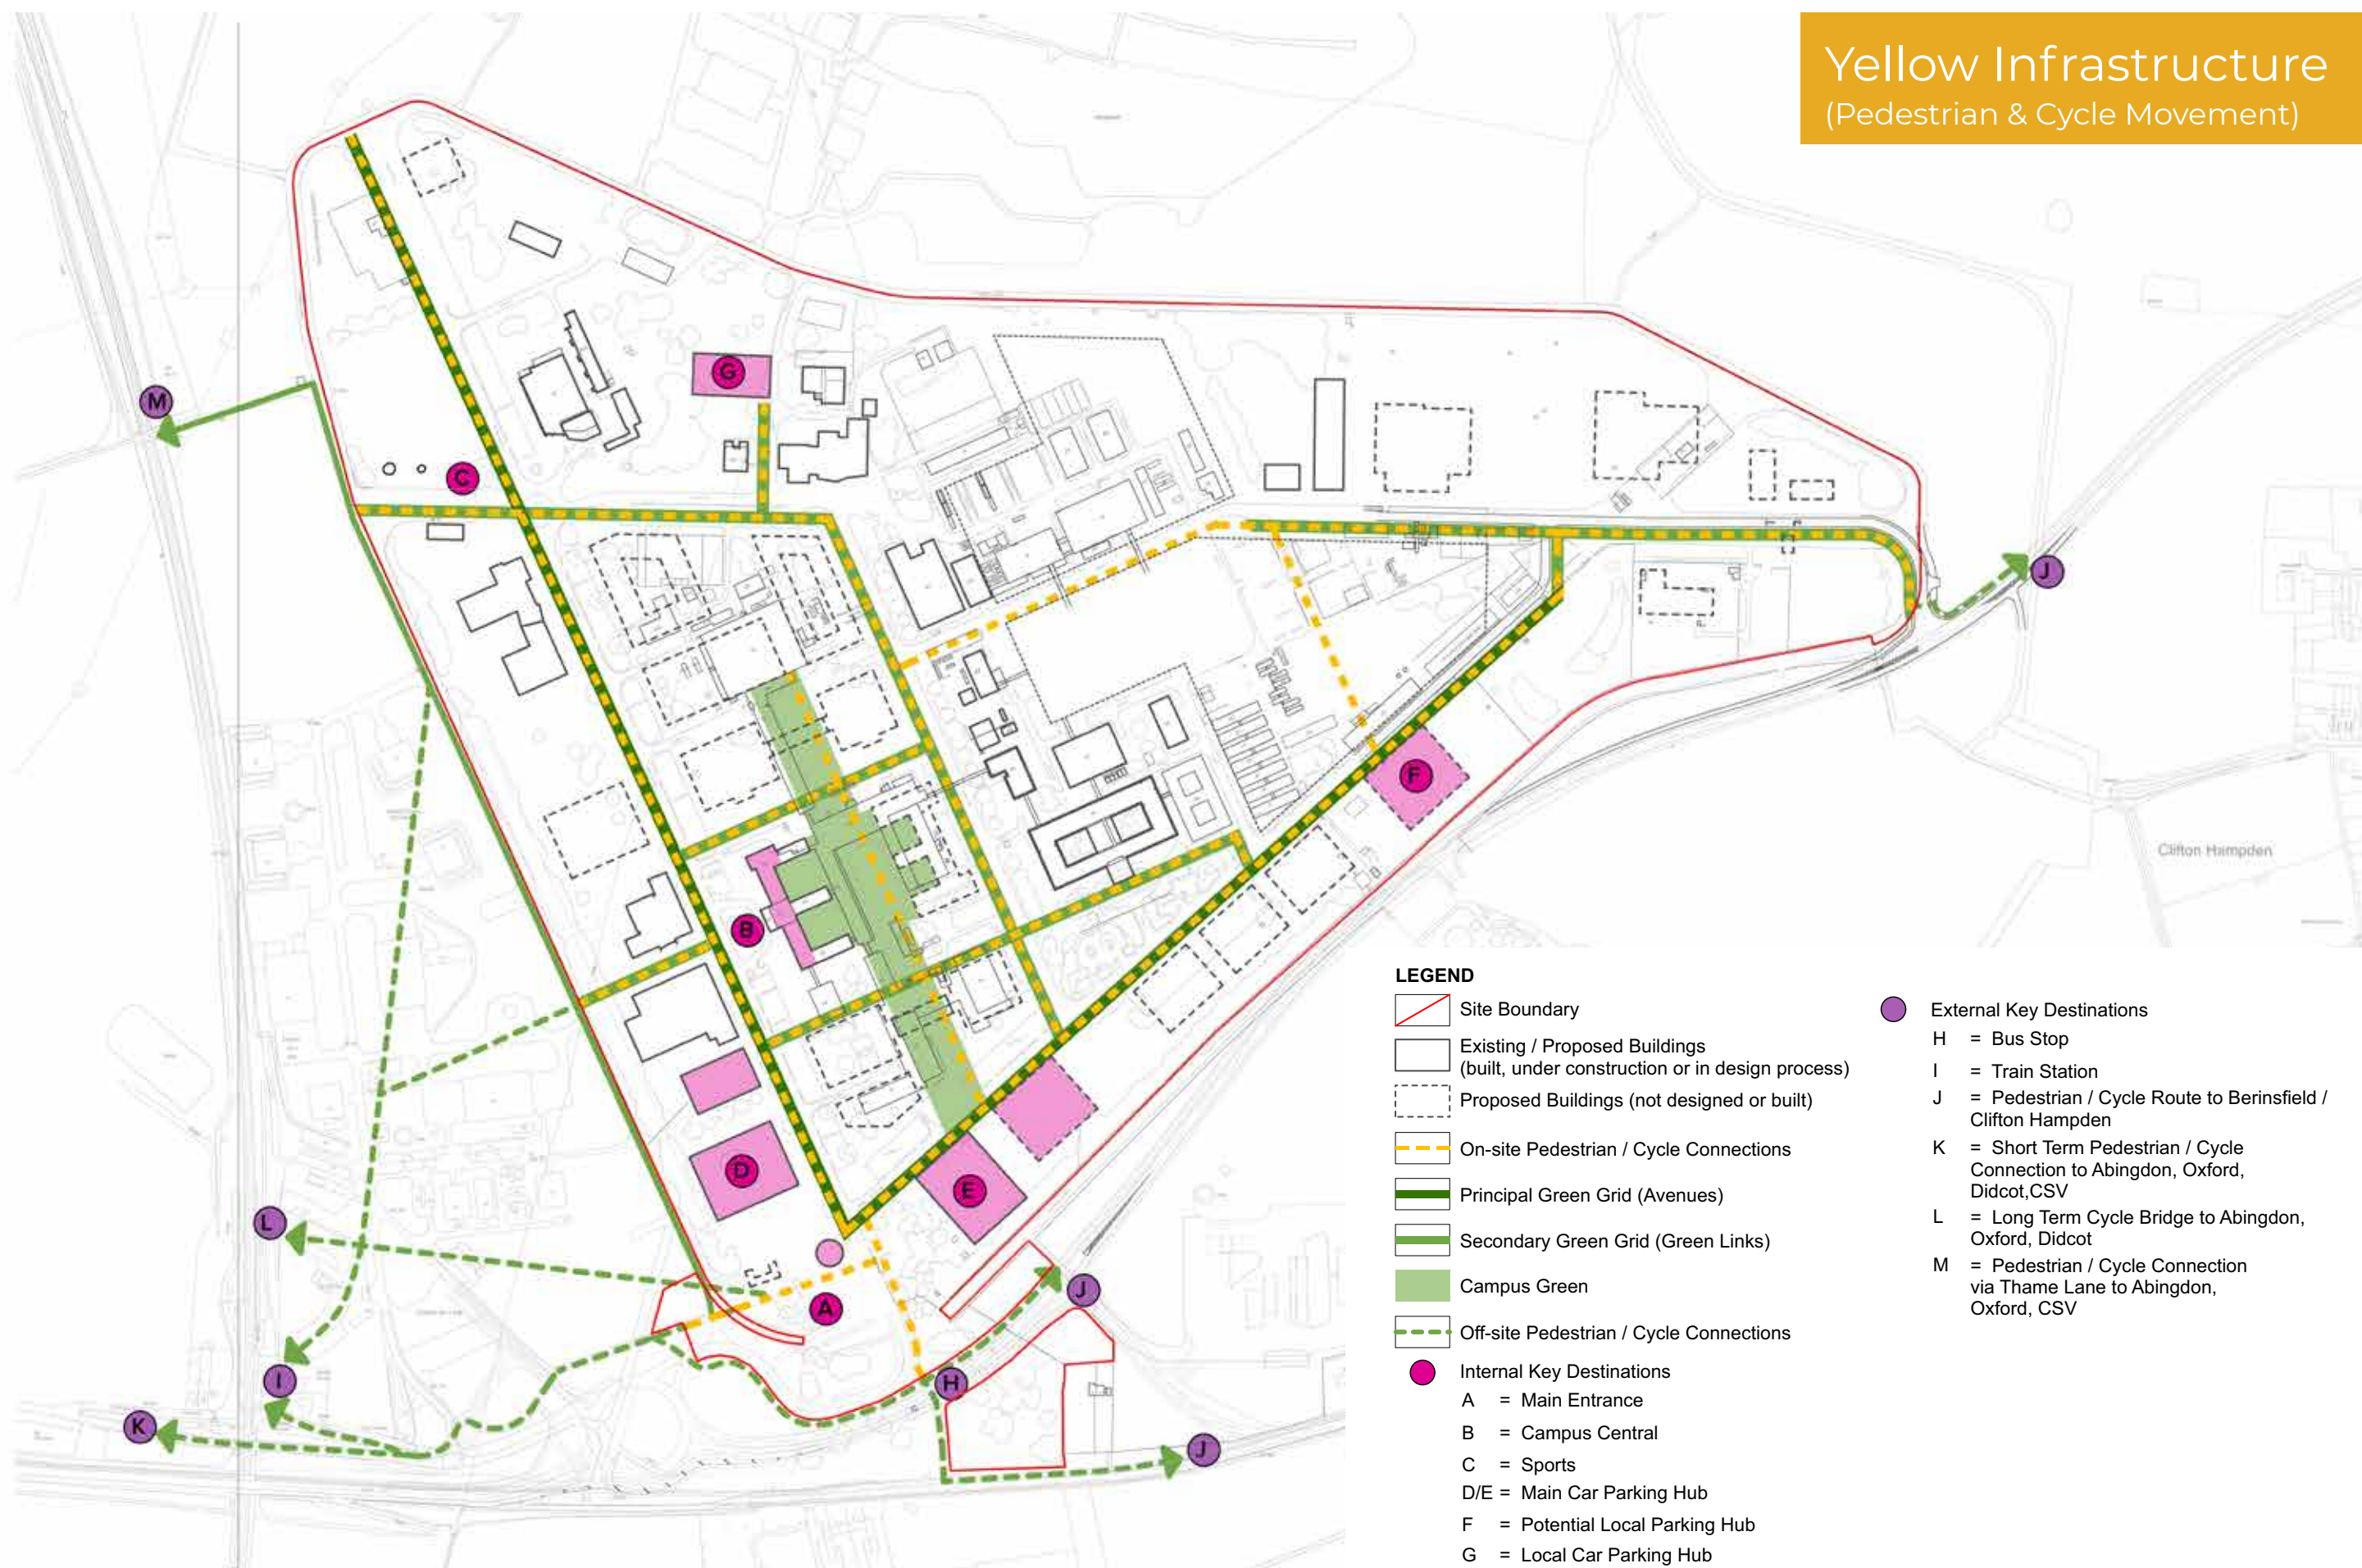 Yellow Infrastructure
(Pedestrian & Cycle Movement)
M
G
C
J
F
B
D
E
L
A
J
H
I
K
J
Clifton Hampden
LEGEND
Site Boundary
Existing / Proposed Buildings
(built, under construction or in design process)
Proposed Buildings (not designed or built)
On-site Pedestrian / Cycle Connections
Principal Green Grid (Avenues)
Secondary Green Grid (Green Links)
Campus Green
Off-site Pedestrian / Cycle Connections
Internal Key Destinations
A = Main Entrance
B = Campus Central
C = Sports
D/E = Main Car Parking Hub
F = Potential Local Parking Hub
G = Local Car Parking Hub
External Key Destinations
H = Bus Stop
I = Train Station
J = Pedestrian / Cycle Route to Berinsfield /
Clifton Hampden
K = Short Term Pedestrian / Cycle
Connection to Abingdon, Oxford,
Didcot,CSV
L = Long Term Cycle Bridge to Abingdon,
Oxford, Didcot
M = Pedestrian / Cycle Connection
via Thame Lane to Abingdon,
Oxford, CSV